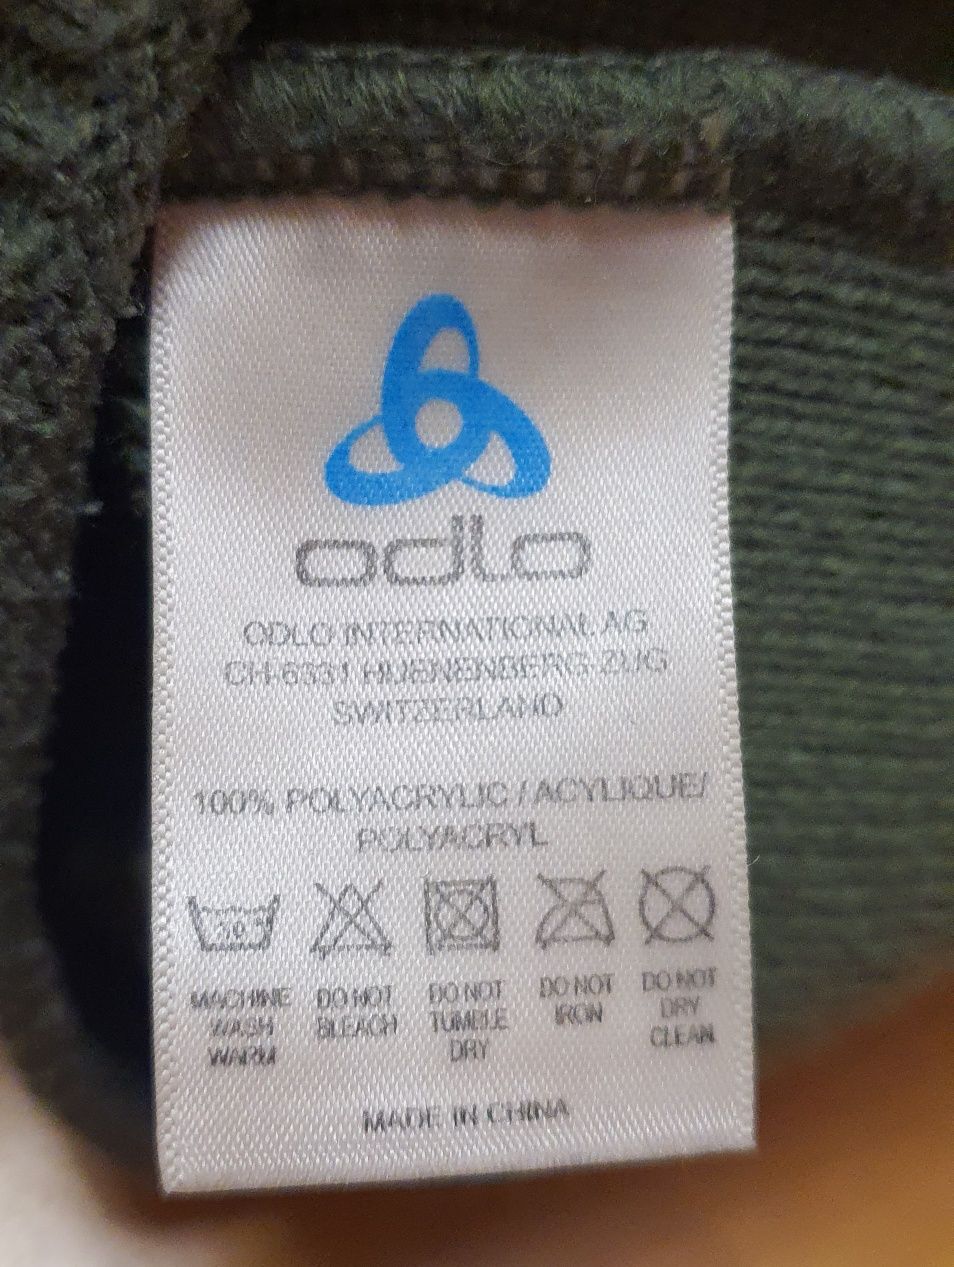 odlo
ODLO INTERNATIONAL AG
CH-6331 HUENENBERG-ZUG
SWITZERLAND
100% POLYACRYLIC / ACYLIQUE/
POLYACRYL
MACHINE WASH WARM
DO NOT BLEACH
DO NOT TUMBLE DRY
DO NOT IRON
DO NOT DRY CLEAN
MADE IN CHINA